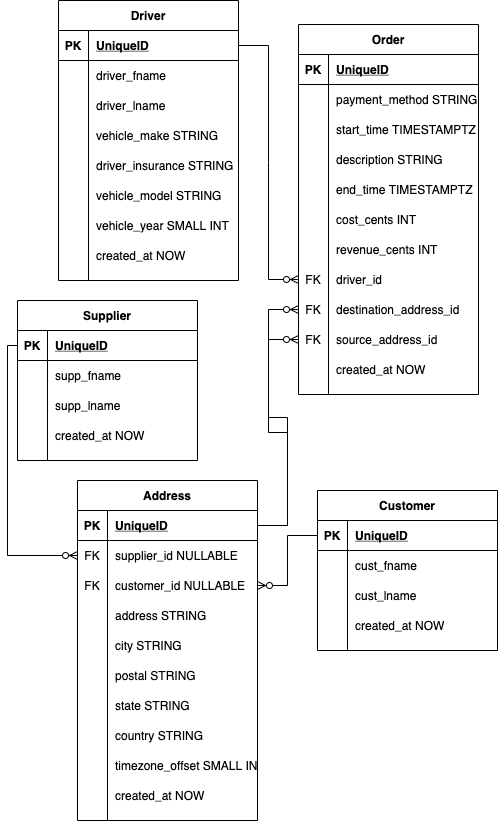 Driver
PK UniqueID
driver_fname
driver_lname
vehicle_make STRING
driver_insurance STRING
vehicle_model STRING
vehicle_year SMALL INT
created_at NOW
Order
PK UniqueID
payment_method STRING
start_time TIMESTAMPTZ
description STRING
end_time TIMESTAMPTZ
cost_cents INT
revenue_cents INT
FK driver_id
FK destination_address_id
FK source_address_id
created_at NOW
Supplier
PK UniqueID
supp_fname
supp_lname
created_at NOW
Address
PK UniqueID
FK supplier_id NULLABLE
FK customer_id NULLABLE
address STRING
city STRING
postal STRING
state STRING
country STRING
timezone_offset SMALL IN
created_at NOW
Customer
PK UniqueID
cust_fname
cust_lname
created_at NOW